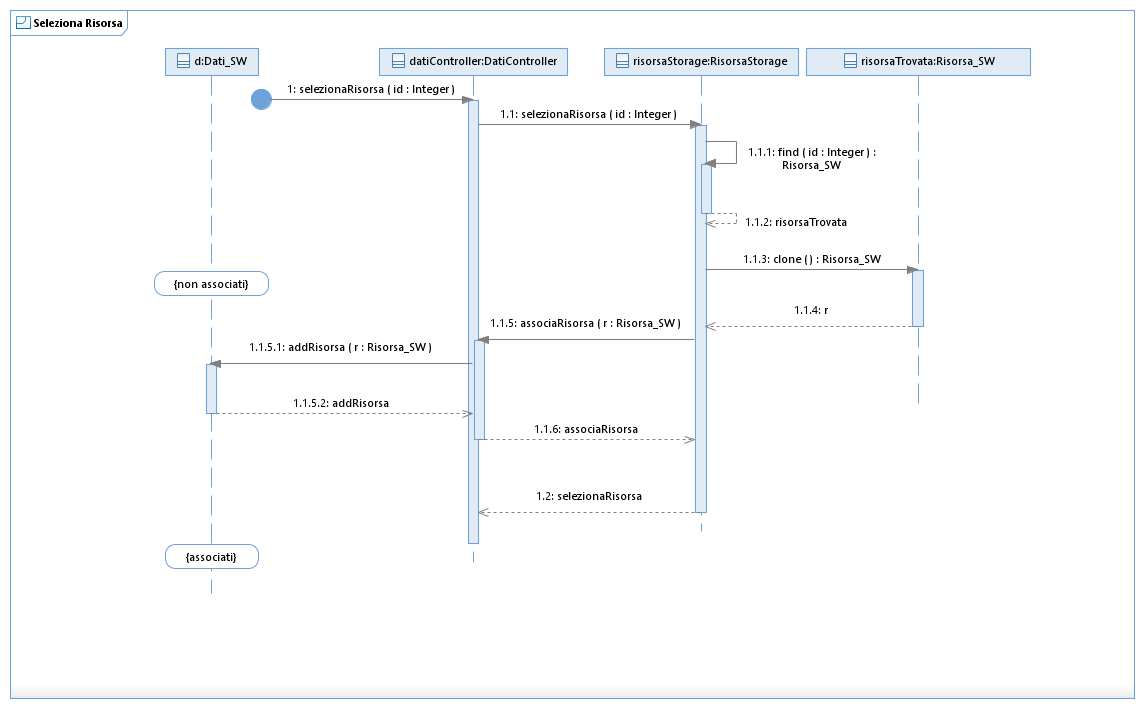 Seleziona Risorsa
d:Dati_SW
datiController:DatiController
risorsaStorage:RisorsaStorage
risorsaTrovata:Risorsa_SW
1: selezionaRisorsa ( id : Integer )
1.1: selezionaRisorsa ( id : Integer )
1.1.1: find ( id : Integer ) :
Risorsa_SW
1.1.2: risorsaTrovata
1.1.3: clone ( ) : Risorsa_SW
{non associati}
1.1.4: r
1.1.5: associaRisorsa ( r : Risorsa_SW )
1.1.5.1: addRisorsa ( r : Risorsa_SW )
1.1.5.2: addRisorsa
1.1.6: associaRisorsa
1.2: selezionaRisorsa
{associati}